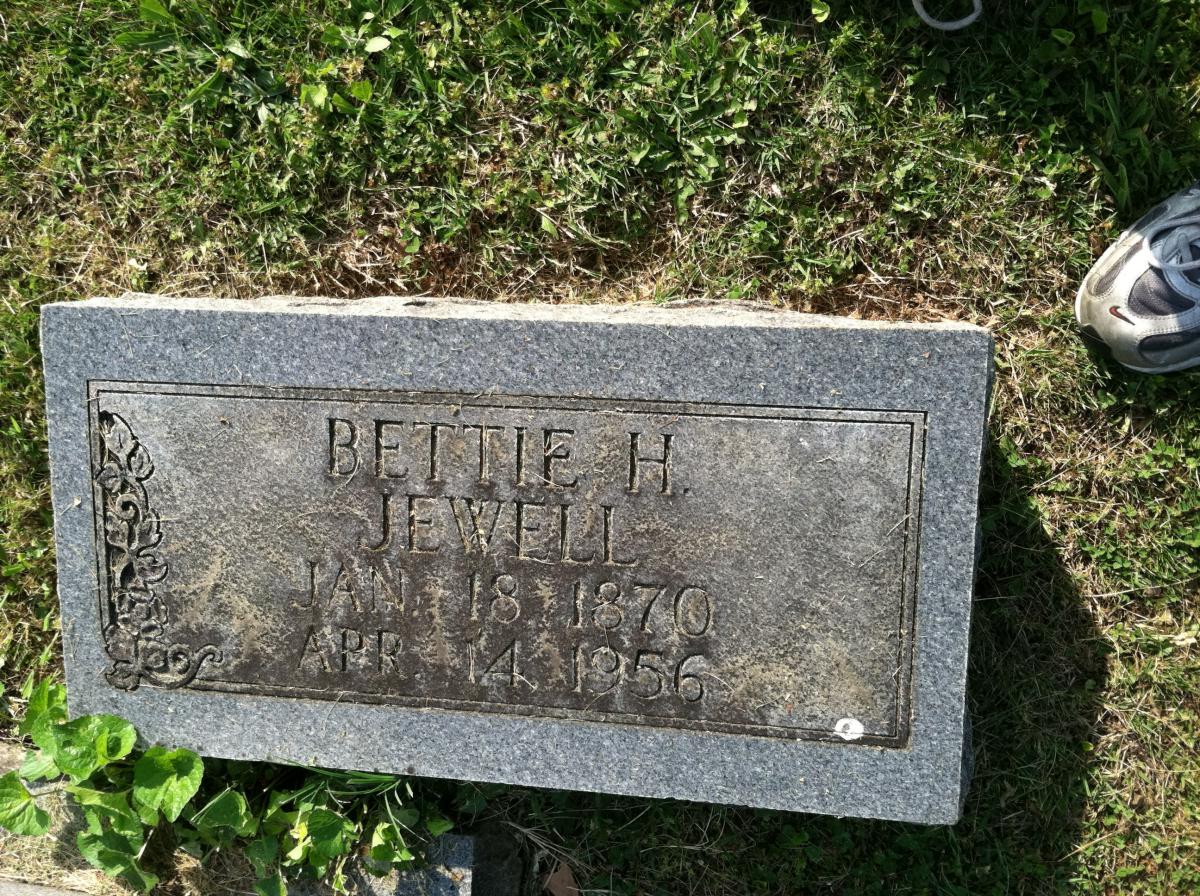 BETTIE H.
JEWELL
JAN. 18 1870
APR. 14 1956